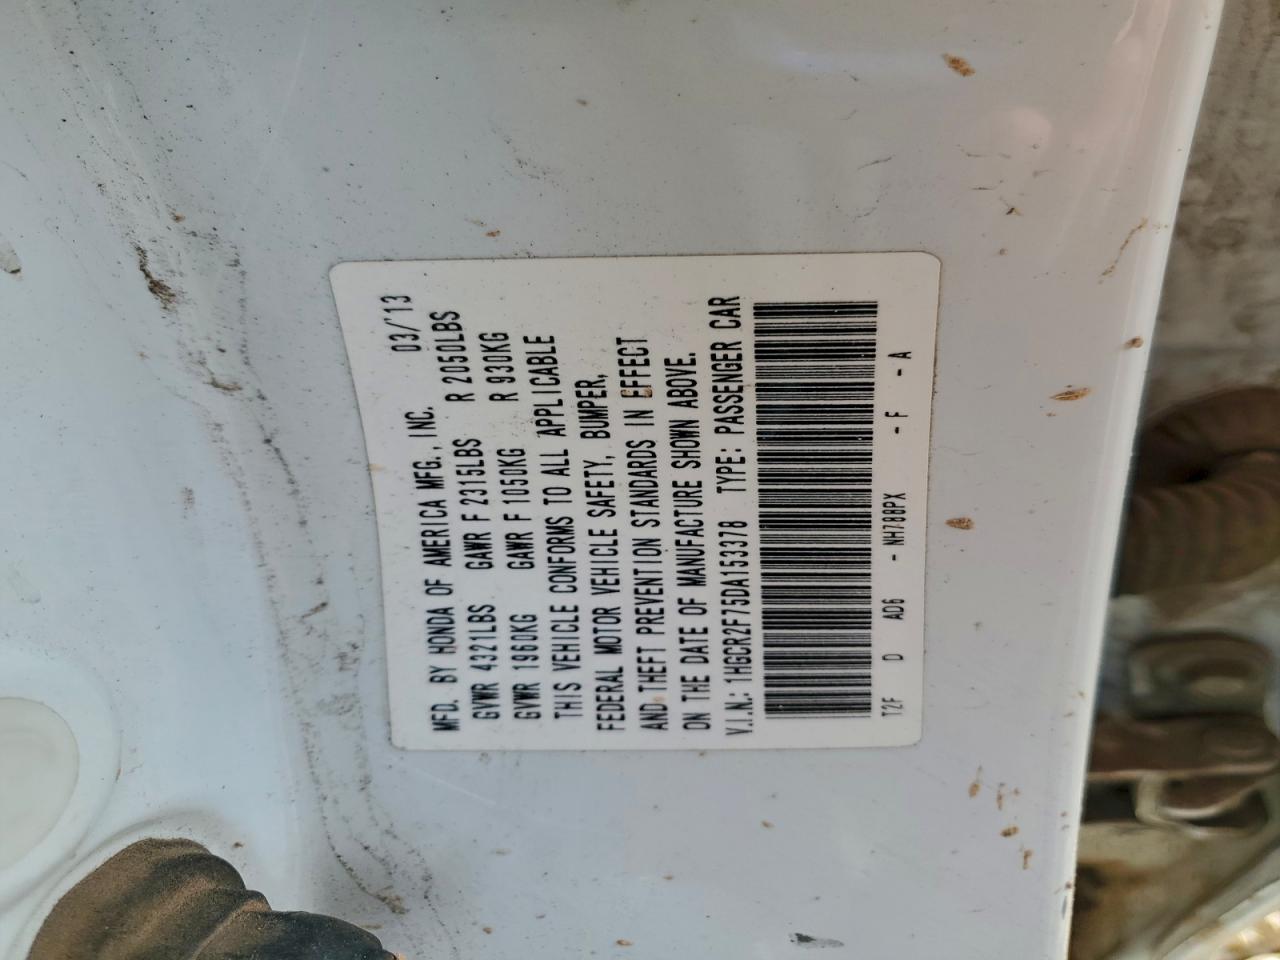 MFD. BY HONDA OF AMERICA MFG., INC. 03/'13
GVWR 4321LBS GAWR F 2315LBS R 2050LBS
GVWR 1960KG GAWR F 1050KG R 930KG
THIS VEHICLE CONFORMS TO ALL APPLICABLE
FEDERAL MOTOR VEHICLE SAFETY, BUMPER,
AND THEFT PREVENTION STANDARDS IN EFFECT
ON THE DATE OF MANUFACTURE SHOWN ABOVE.
V.I.N.: 1HGCR2F75DA153378 TYPE: PASSENGER CAR
T2F D AD6 - NH788PX - F - A